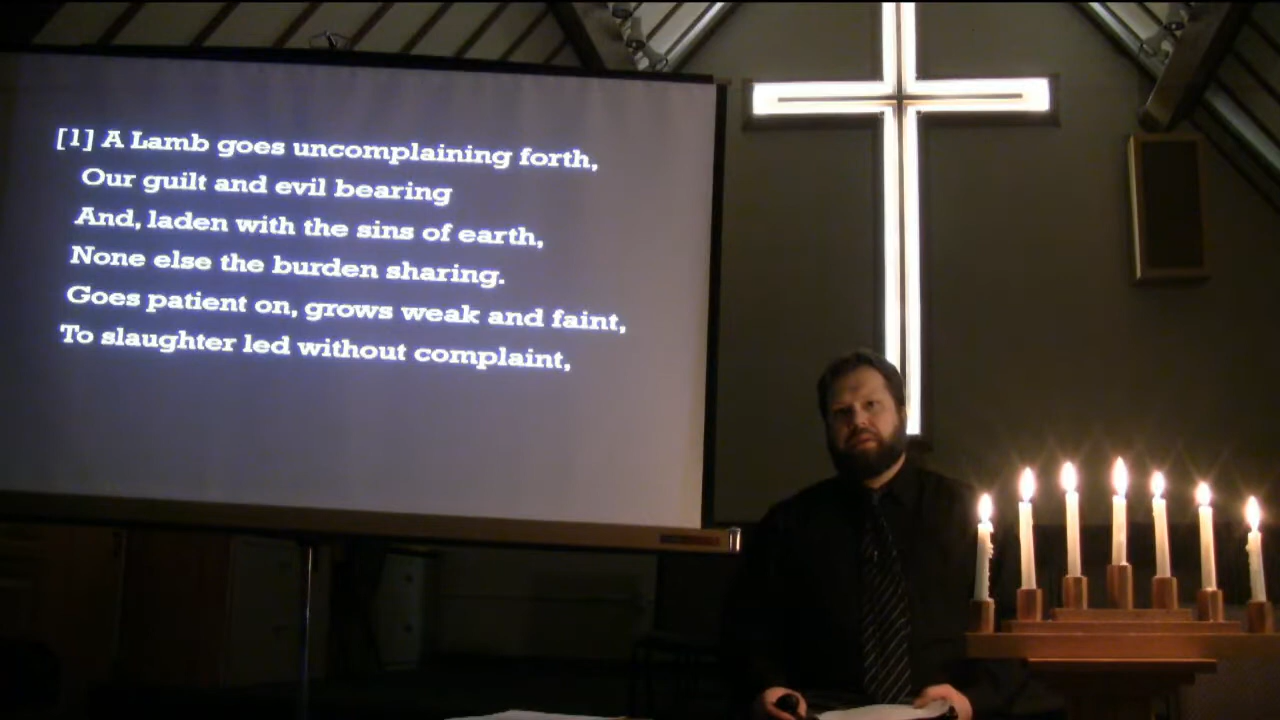 [1] A Lamb goes uncomplaining forth,
Our guilt and evil bearing
And, laden with the sins of earth,
None else the burden sharing.
Goes patient on, grows weak and faint,
To slaughter led without complaint,